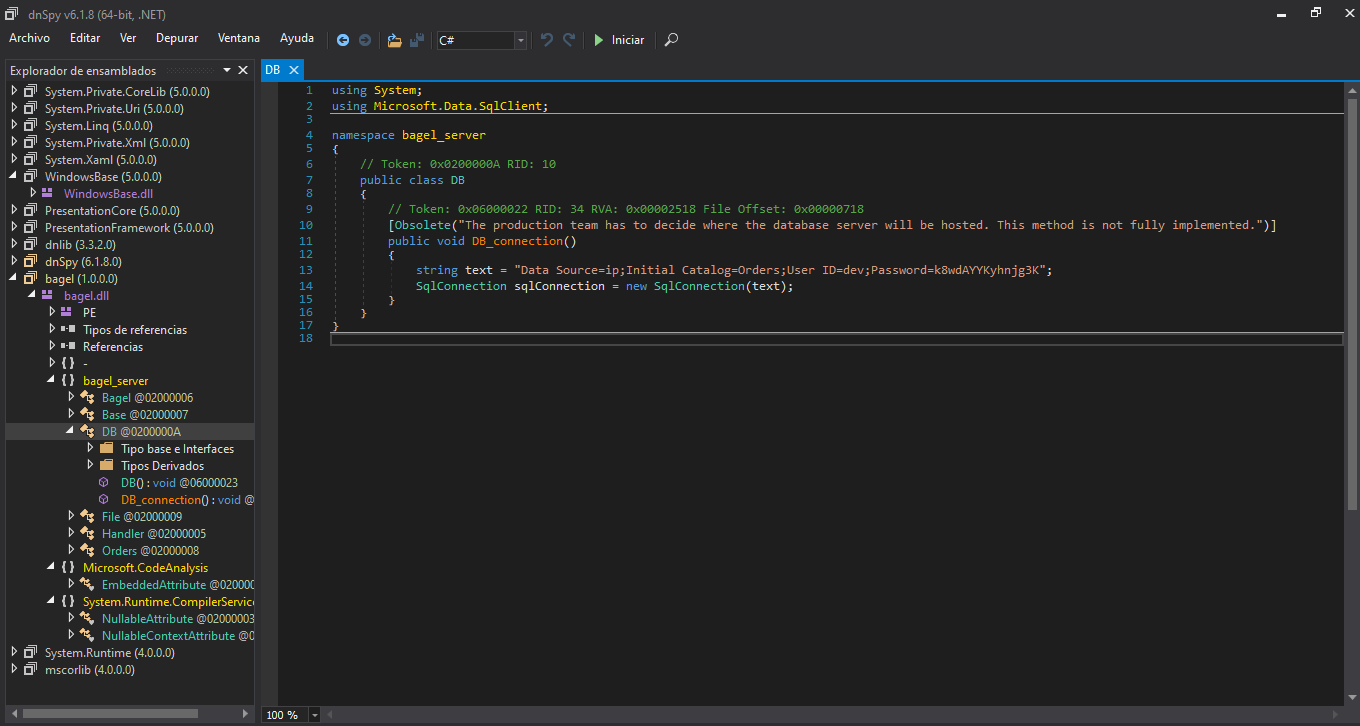 dnSpy v6.1.8 (64-bit, .NET)
Archivo Editar Ver Depurar Ventana Ayuda C# Iniciar
Explorador de ensamblados
System.Private.CoreLib (5.0.0.0)
System.Private.Uri (5.0.0.0)
System.Linq (5.0.0.0)
System.Private.Xml (5.0.0.0)
System.Xaml (5.0.0.0)
WindowsBase (5.0.0.0)
WindowsBase.dll
PresentationCore (5.0.0.0)
PresentationFramework (5.0.0.0)
dnlib (3.3.2.0)
dnSpy (6.1.8.0)
bagel (1.0.0.0)
bagel.dll
PE
Tipos de referencias
Referencias
{ } -
{ } bagel_server
Bagel @02000006
Base @02000007
DB @0200000A
Tipo base e Interfaces
Tipos Derivados
DB() : void @06000023
DB_connection() : void @
File @02000009
Handler @02000005
Orders @02000008
{ } Microsoft.CodeAnalysis
EmbeddedAttribute @020000
{ } System.Runtime.CompilerService
NullableAttribute @02000003
NullableContextAttribute @0
System.Runtime (4.0.0.0)
mscorlib (4.0.0.0)
DB
1 using System;
2 using Microsoft.Data.SqlClient;
3
4 namespace bagel_server
5 {
6 // Token: 0x0200000A RID: 10
7 public class DB
8 {
9 // Token: 0x06000022 RID: 34 RVA: 0x00002518 File Offset: 0x00000718
10 [Obsolete("The production team has to decide where the database server will be hosted. This method is not fully implemented.")]
11 public void DB_connection()
12 {
13 string text = "Data Source=ip;Initial Catalog=Orders;User ID=dev;Password=k8wdAYYKyhnjg3K";
14 SqlConnection sqlConnection = new SqlConnection(text);
15 }
16 }
17 }
18
100 %